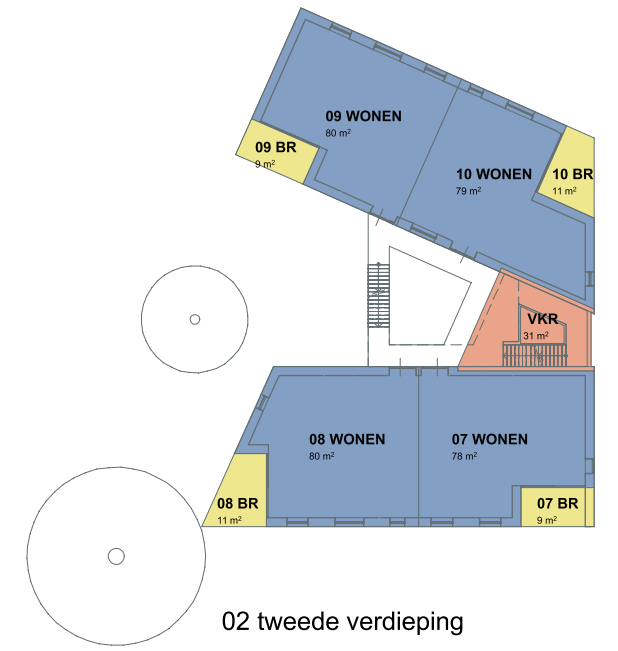 09 WONEN
80 m²
09 BR
9 m²
10 WONEN
79 m²
10 BR
11 m²
VKR
31 m²
08 WONEN
80 m²
07 WONEN
78 m²
08 BR
11 m²
07 BR
9 m²
02 tweede verdieping